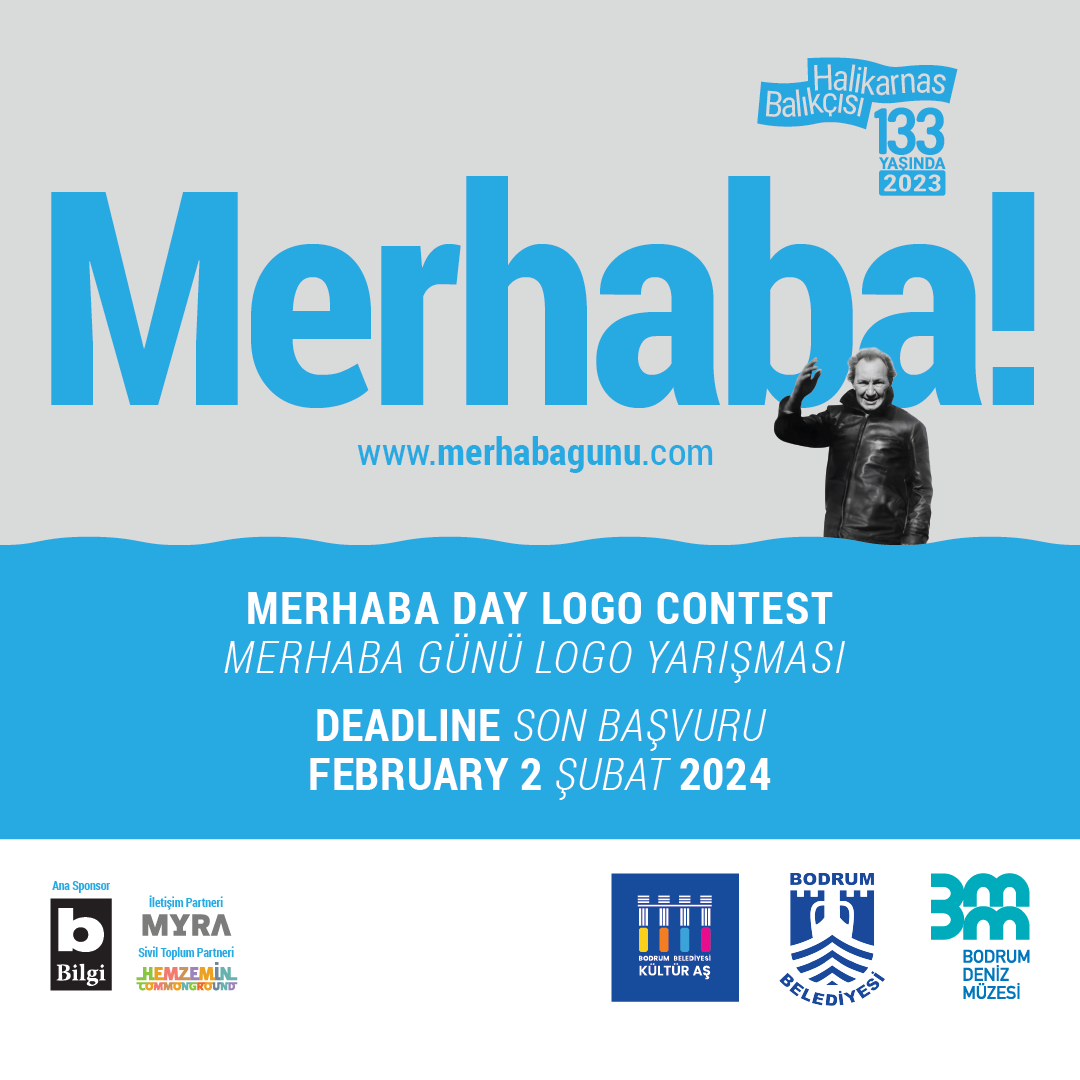 Halikarnas
Balıkçısı
133
YAŞINDA
2023
Merhaba!
www.merhabagunu.com
MERHABA DAY LOGO CONTEST
MERHABA GÜNÜ LOGO YARIŞMASI
DEADLINE SON BAŞVURU
FEBRUARY 2 ŞUBAT 2024
Ana Sponsor
b
Bilgi
İletişim Partneri
MYRA
Sivil Toplum Partneri
HEMZEMİN
COMMONGROUND
BODRUM BELEDİYESİ
KÜLTÜR AŞ
BODRUM
BELEDİYESİ
BODRUM
DENİZ
MÜZESİ